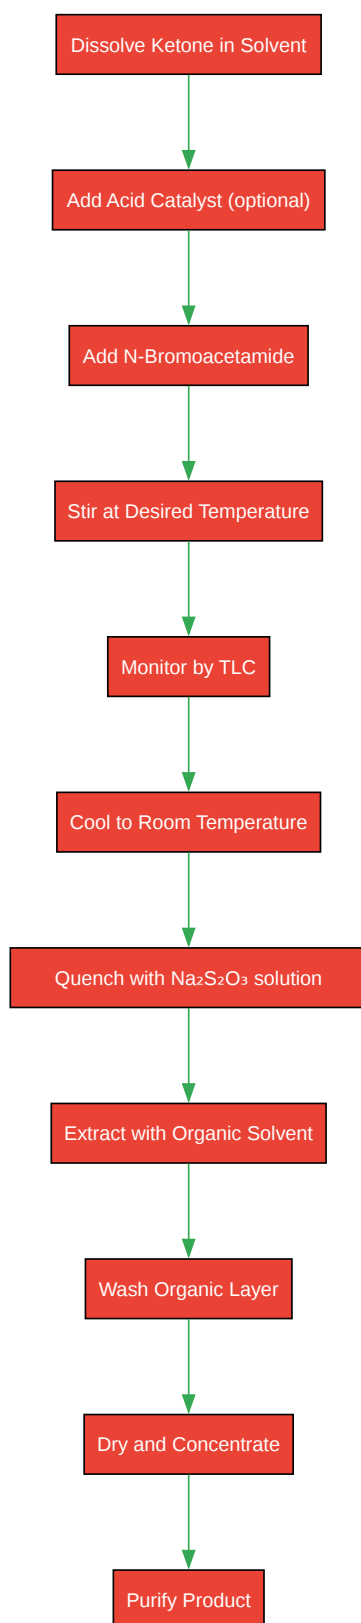 Dissolve Ketone in Solvent
Add Acid Catalyst (optional)
Add N-Bromoacetamide
Stir at Desired Temperature
Monitor by TLC
Cool to Room Temperature
Quench with Na₂S₂O₃ solution
Extract with Organic Solvent
Wash Organic Layer
Dry and Concentrate
Purify Product